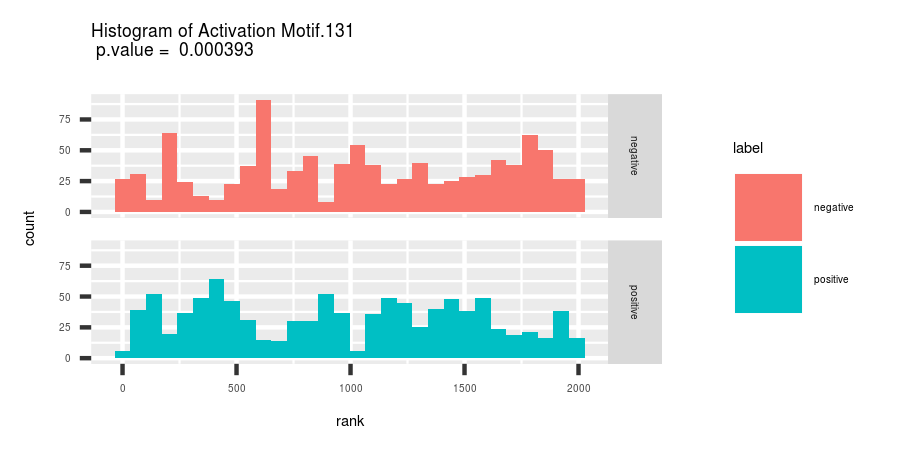 Histogram of Activation Motif.131
p.value = 0.000393
count
75
50
25
0
negative
75
50
25
0
positive
0 500 1000 1500 2000
rank
label
negative
positive